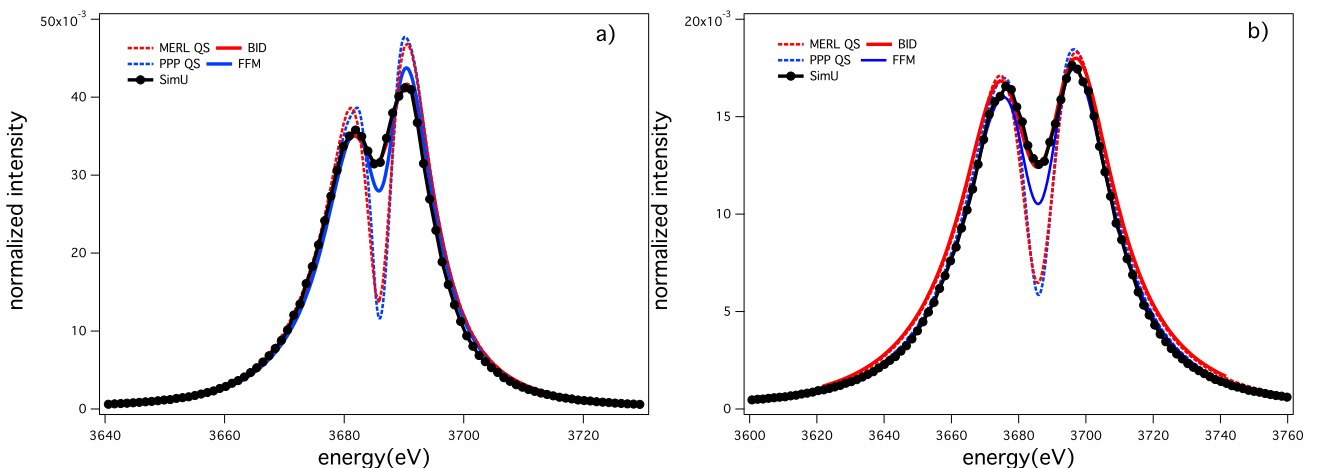 50x10⁻³
40
30
20
10
0
normalized intensity
MERL QS BID
PPP QS FFM
SimU
a)
3640 3660 3680 3700 3720
energy(eV)
20x10⁻³
15
10
5
0
normalized intensity
MERL QS BID
PPP QS FFM
SimU
b)
3600 3620 3640 3660 3680 3700 3720 3740 3760
energy(eV)